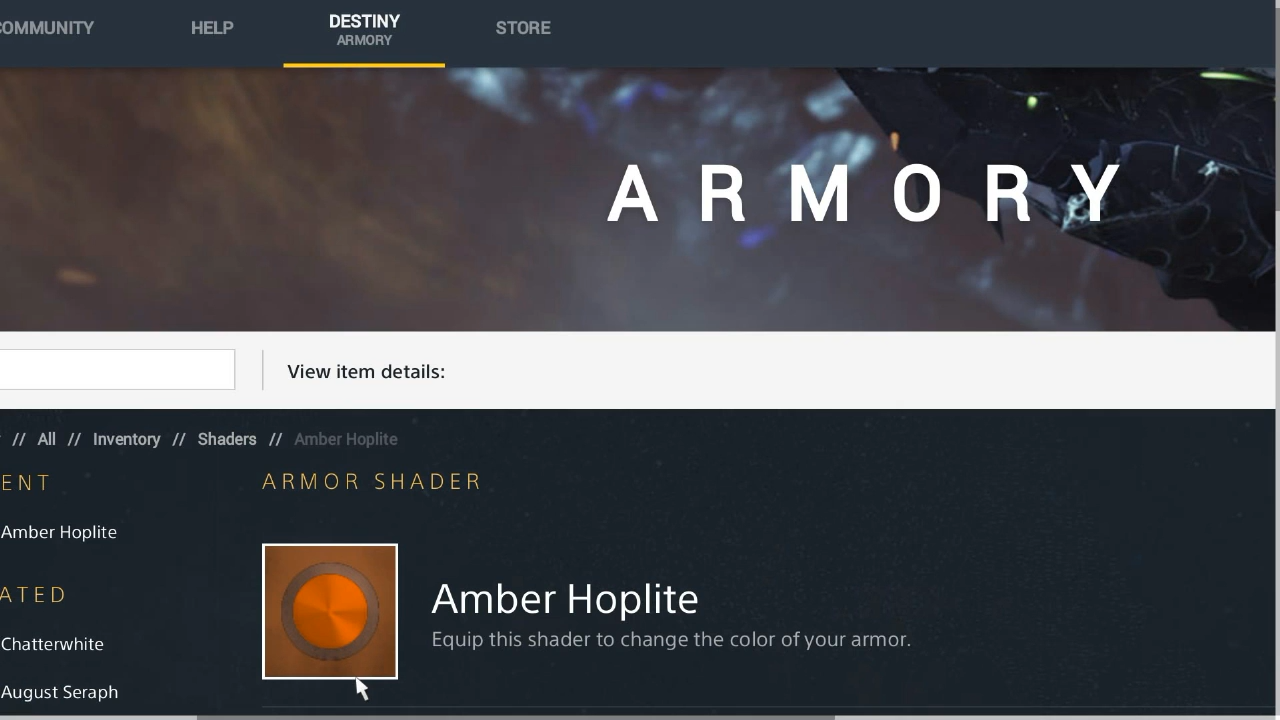 COMMUNITY
HELP
DESTINY
ARMORY
STORE
ARMORY
View item details:
// All // Inventory // Shaders // Amber Hoplite
ENT
ARMOR SHADER
Amber Hoplite
ATED
Chatterwhite
August Seraph
Amber Hoplite
Equip this shader to change the color of your armor.